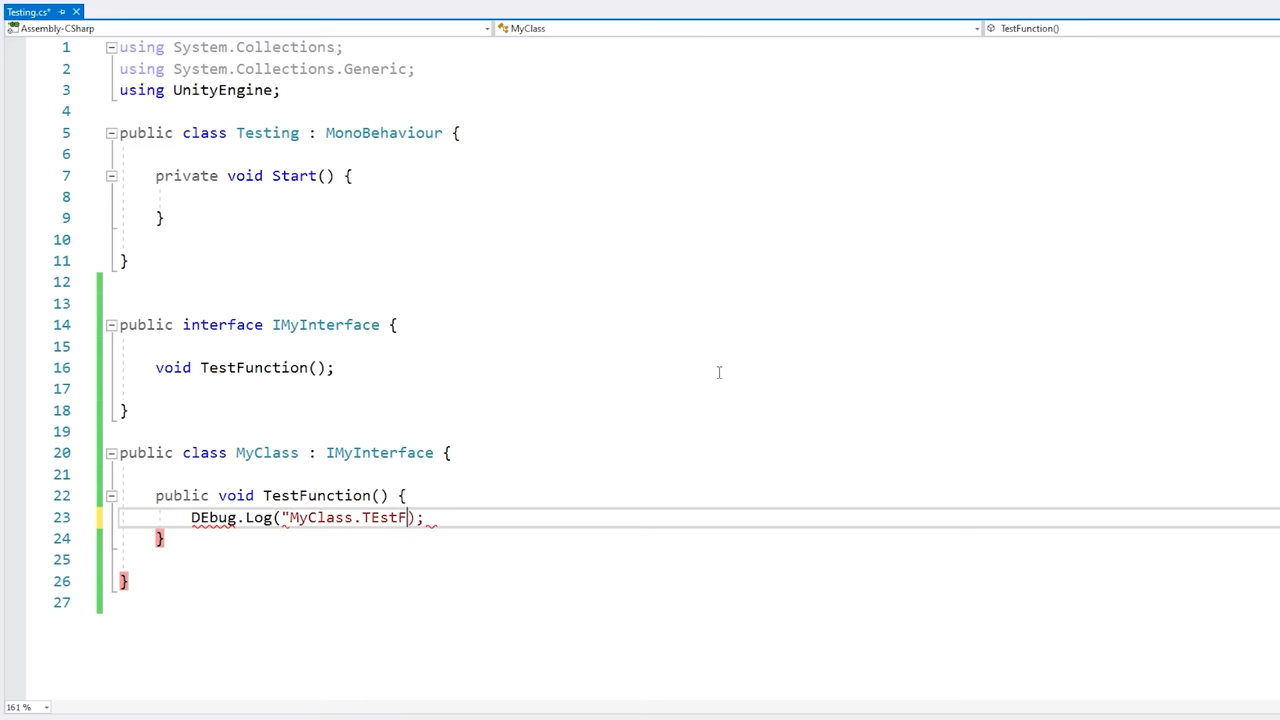 Testing.cs*
Assembly-CSharp MyClass TestFunction()
1 using System.Collections;
2 using System.Collections.Generic;
3 using UnityEngine;
4
5 public class Testing : MonoBehaviour {
6
7 private void Start() {
8
9 }
10
11 }
12
13
14 public interface IMyInterface {
15
16 void TestFunction();
17
18 }
19
20 public class MyClass : IMyInterface {
21
22 public void TestFunction() {
23 DEbug.Log("MyClass.TEstF);
24 }
25
26 }
27
161 %